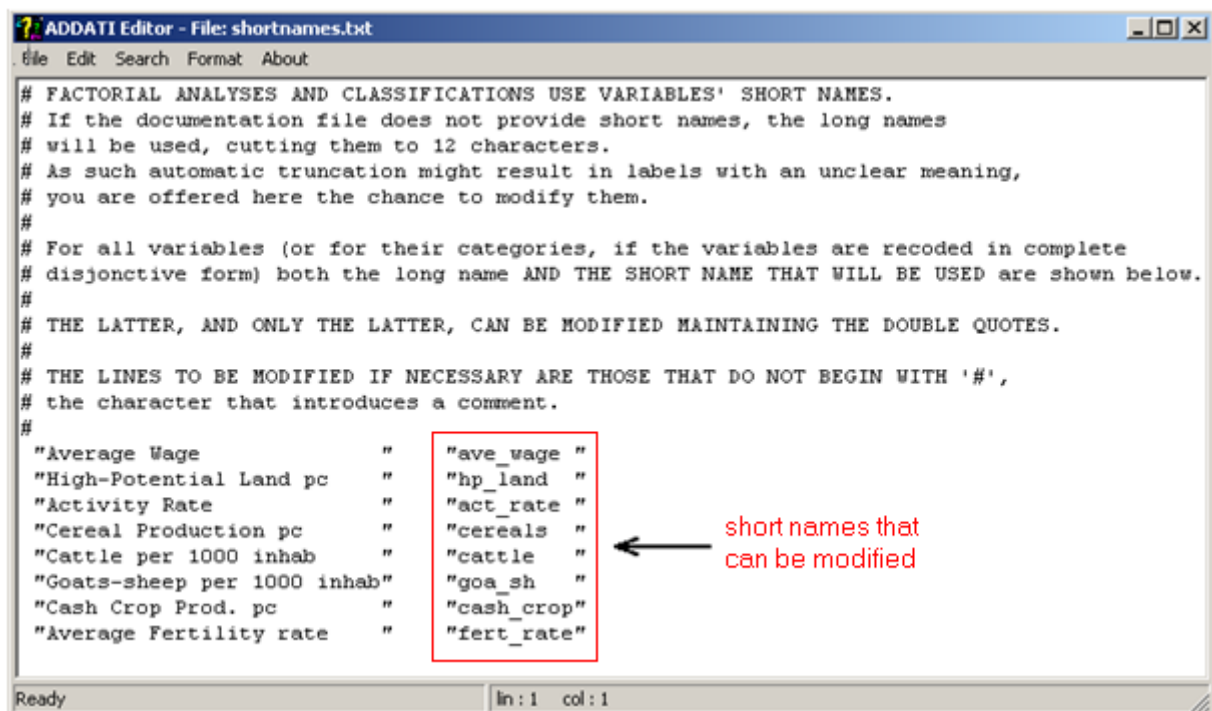 ADDATI Editor - File: shortnames.txt
File Edit Search Format About
# FACTORIAL ANALYSES AND CLASSIFICATIONS USE VARIABLES' SHORT NAMES.
# If the documentation file does not provide short names, the long names
# will be used, cutting them to 12 characters.
# As such automatic truncation might result in labels with an unclear meaning,
# you are offered here the chance to modify them.
#
# For all variables (or for their categories, if the variables are recoded in complete
# disjonctive form) both the long name AND THE SHORT NAME THAT WILL BE USED are shown below.
#
# THE LATTER, AND ONLY THE LATTER, CAN BE MODIFIED MAINTAINING THE DOUBLE QUOTES.
#
# THE LINES TO BE MODIFIED IF NECESSARY ARE THOSE THAT DO NOT BEGIN WITH '#',
# the character that introduces a comment.
#
"Average Wage                " "ave_wage "
"High-Potential Land pc      " "hp_land  "
"Activity Rate               " "act_rate "
"Cereal Production pc        " "cereals  "
"Cattle per 1000 inhab       " "cattle   "
"Goats-sheep per 1000 inhab" "goa_sh   "
"Cash Crop Prod. pc          " "cash_crop"
"Average Fertility rate      " "fert_rate"
short names that
can be modified
Ready lin : 1 col : 1